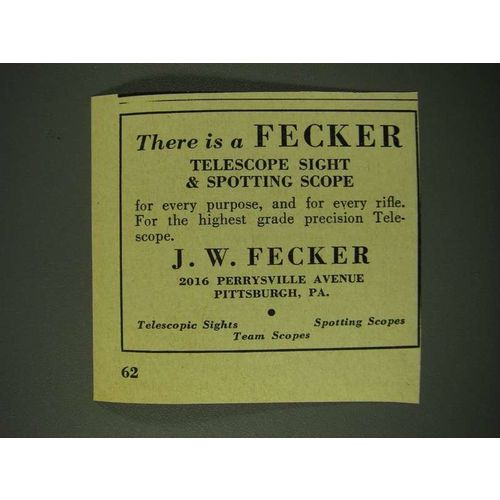 There is a FECKER
TELESCOPE SIGHT
& SPOTTING SCOPE
for every purpose, and for every rifle.
For the highest grade precision Tele-
scope.
J. W. FECKER
2016 PERRYSVILLE AVENUE
PITTSBURGH, PA.
Telescopic Sights Spotting Scopes
Team Scopes
62